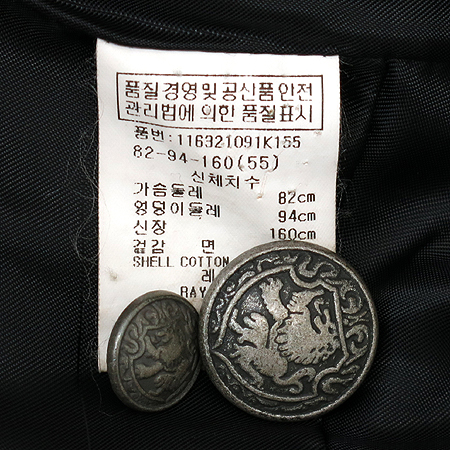 품질경영및공산품안전
관리법에 의한 품질표시
품번:116321091K155
82-94-160(55)
신체치수
가슴둘레 82cm
엉덩이둘레 94cm
신장 160cm
겉감 면
SHELL COTTON
레
RAY